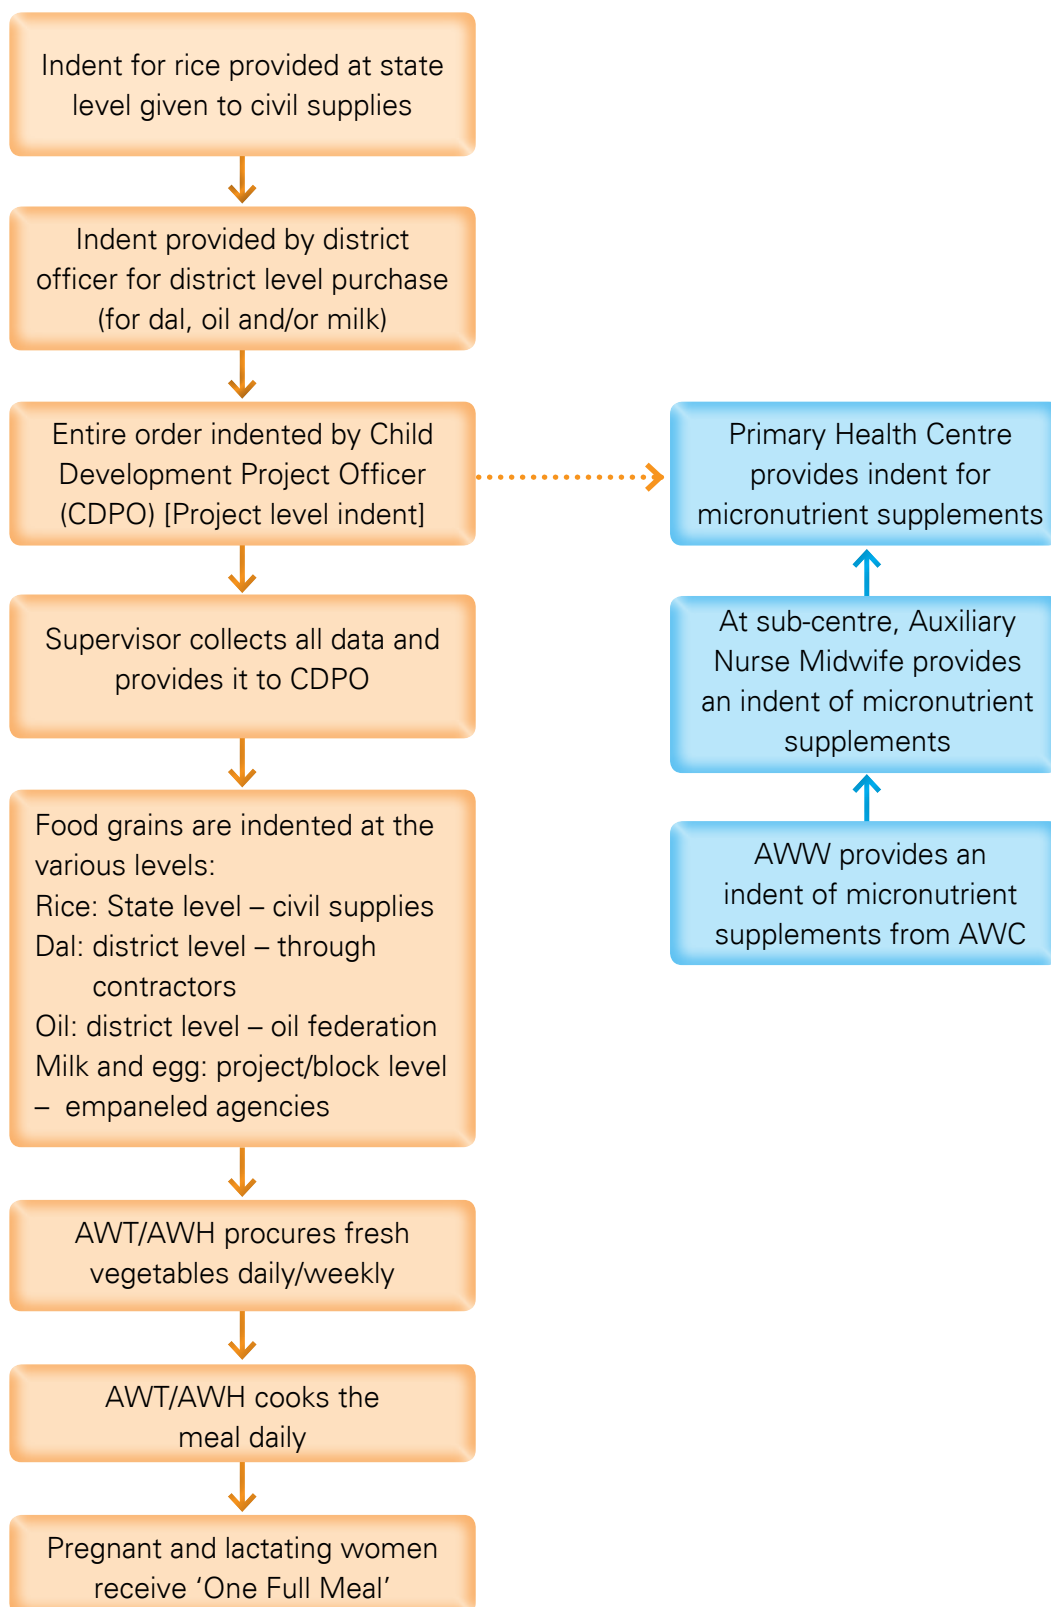 Indent for rice provided at state
level given to civil supplies
Indent provided by district
officer for district level purchase
(for dal, oil and/or milk)
Entire order indented by Child
Development Project Officer
(CDPO) [Project level indent]
Supervisor collects all data and
provides it to CDPO
Food grains are indented at the
various levels:
Rice: State level – civil supplies
Dal: district level – through
contractors
Oil: district level – oil federation
Milk and egg: project/block level
– empaneled agencies
AWT/AWH procures fresh
vegetables daily/weekly
AWT/AWH cooks the
meal daily
Pregnant and lactating women
receive ‘One Full Meal’
Primary Health Centre
provides indent for
micronutrient supplements
At sub-centre, Auxiliary
Nurse Midwife provides
an indent of micronutrient
supplements
AWW provides an
indent of micronutrient
supplements from AWC